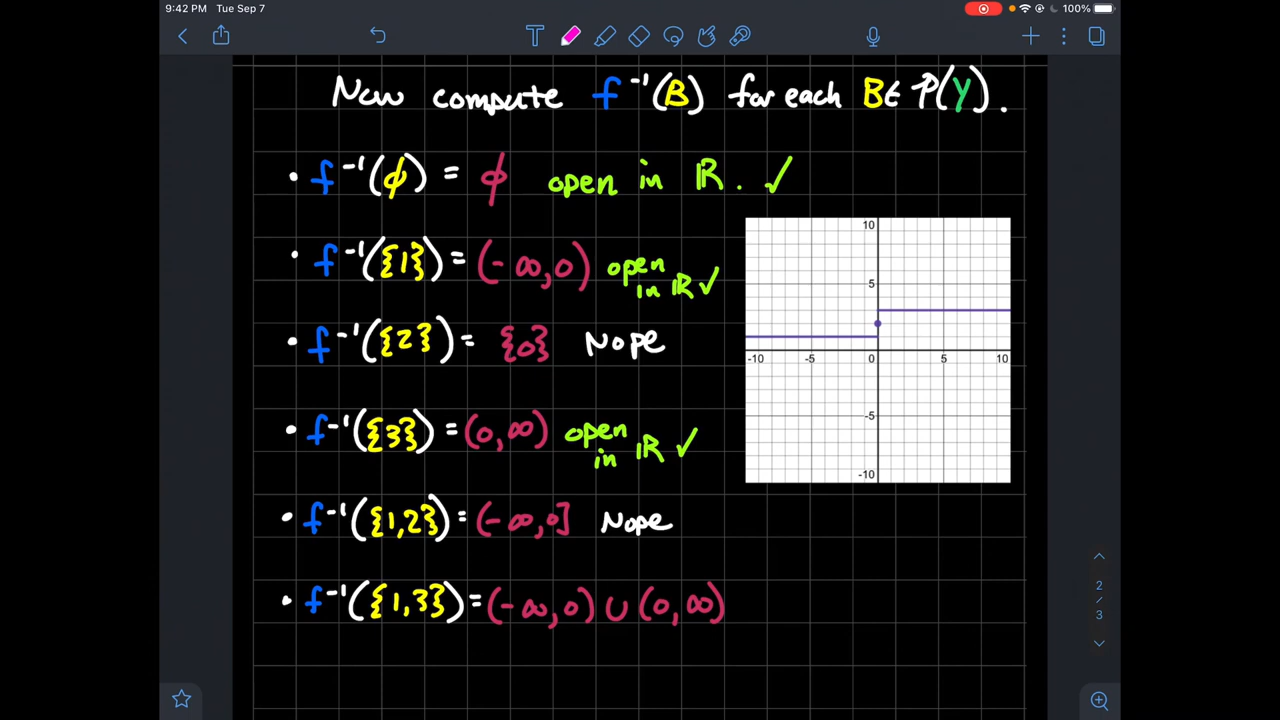 9:42 PM Tue Sep 7
100%
Now compute f⁻¹(B) for each B ∈ P(Y).
• f⁻¹(ϕ) = ϕ open in ℝ. ✓
• f⁻¹({1}) = (-∞,0) open in ℝ ✓
• f⁻¹({2}) = {0} Nope
• f⁻¹({3}) = (0,∞) open in ℝ ✓
• f⁻¹({1,2}) = (-∞,0] Nope
• f⁻¹({1,3}) = (-∞,0) ∪ (0,∞)
10
5
-10 -5 0 5 10
-5
-10
2
/
3